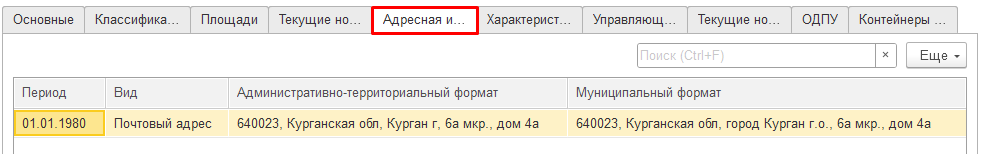 Основные Классифика... Площади Текущие но... Адресная и... Характерист... Управляющ... Текущие но... ОДПУ Контейнеры ...
Поиск (Ctrl+F) × Еще
Период Вид Административно-территориальный формат Муниципальный формат
01.01.1980 Почтовый адрес 640023, Курганская обл, Курган г, 6а мкр., дом 4а 640023, Курганская обл, город Курган г.о., 6а мкр., дом 4а